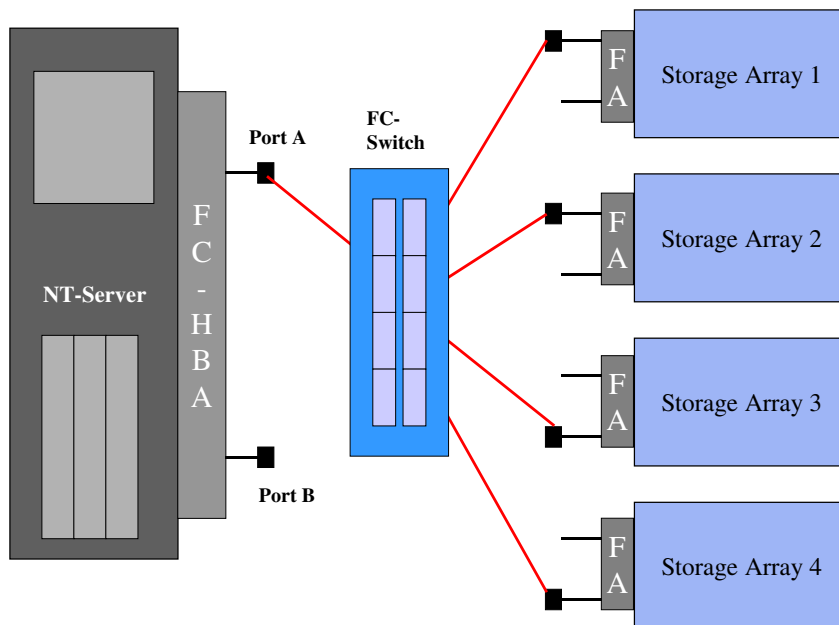 NT-Server
F
C
-
H
B
A
Port A
Port B
FC-
Switch
F
A
Storage Array 1
F
A
Storage Array 2
F
A
Storage Array 3
F
A
Storage Array 4